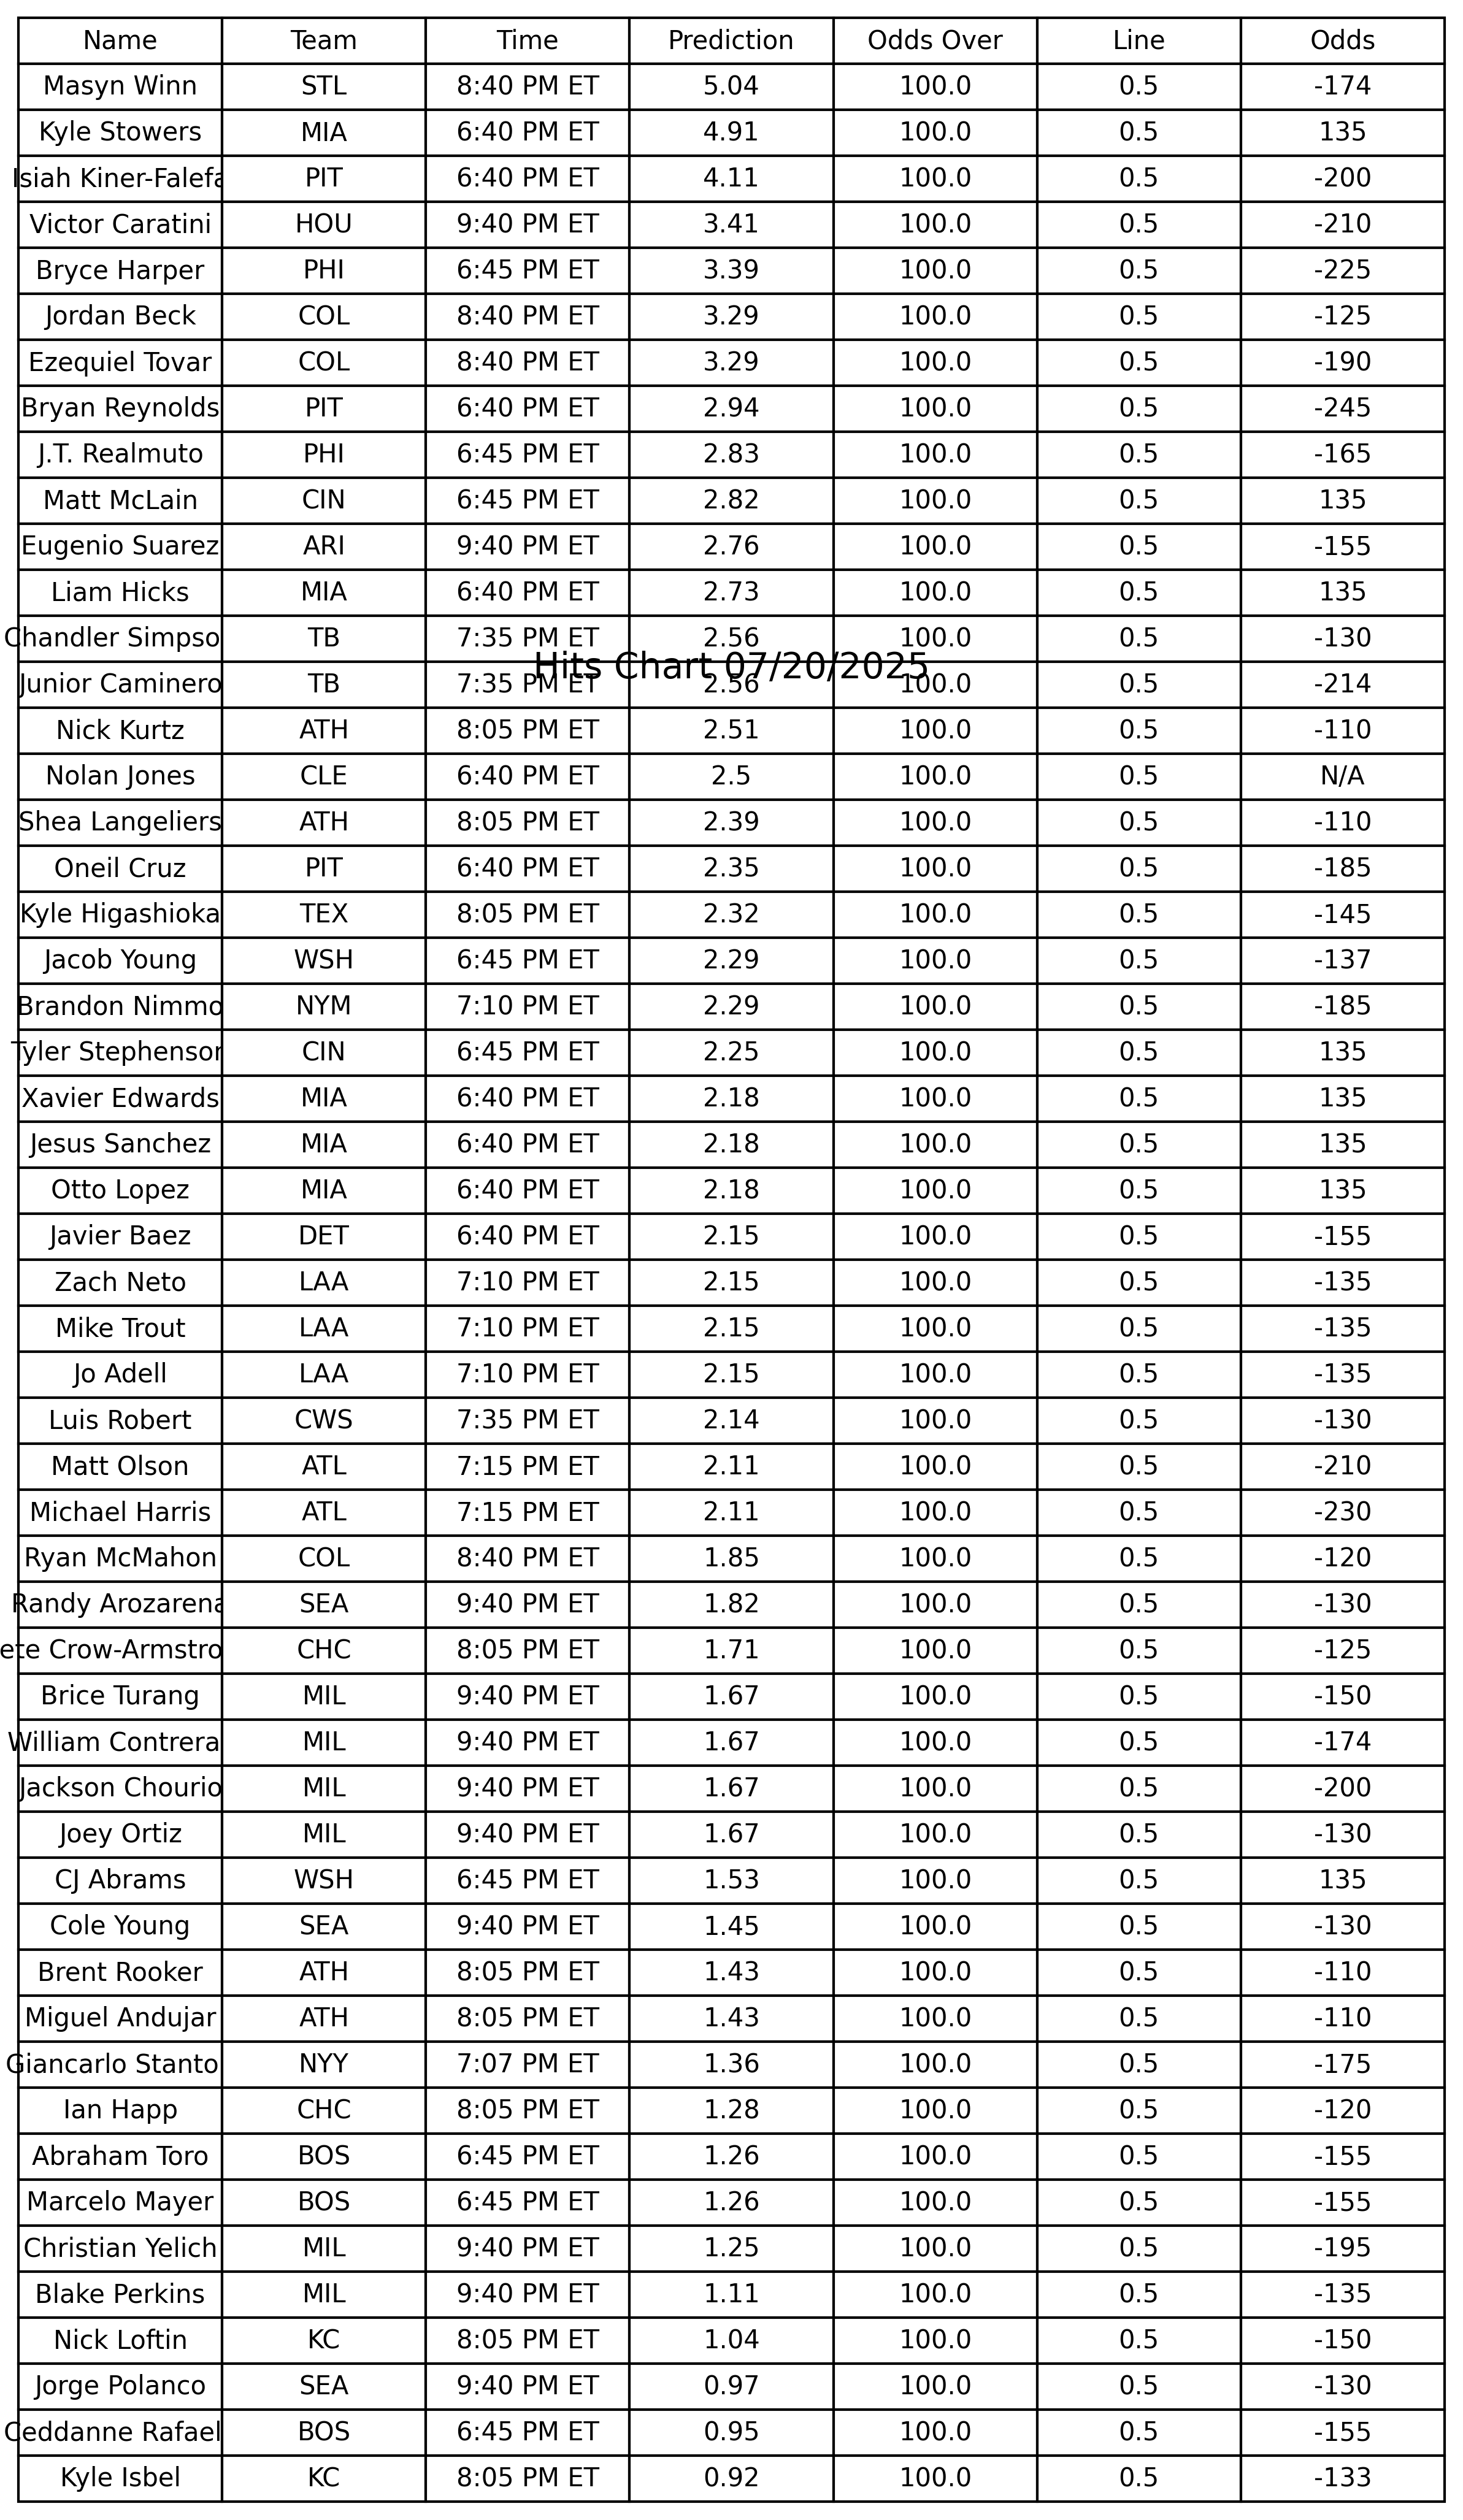 Name Team Time Prediction Odds Over Line Odds
Masyn Winn STL 8:40 PM ET 5.04 100.0 0.5 -174
Kyle Stowers MIA 6:40 PM ET 4.91 100.0 0.5 135
Isiah Kiner-Falefa PIT 6:40 PM ET 4.11 100.0 0.5 -200
Victor Caratini HOU 9:40 PM ET 3.41 100.0 0.5 -210
Bryce Harper PHI 6:45 PM ET 3.39 100.0 0.5 -225
Jordan Beck COL 8:40 PM ET 3.29 100.0 0.5 -125
Ezequiel Tovar COL 8:40 PM ET 3.29 100.0 0.5 -190
Bryan Reynolds PIT 6:40 PM ET 2.94 100.0 0.5 -245
J.T. Realmuto PHI 6:45 PM ET 2.83 100.0 0.5 -165
Matt McLain CIN 6:45 PM ET 2.82 100.0 0.5 135
Eugenio Suarez ARI 9:40 PM ET 2.76 100.0 0.5 -155
Liam Hicks MIA 6:40 PM ET 2.73 100.0 0.5 135
Chandler Simpso TB 7:35 PM ET 2.56 100.0 0.5 -130
Hits Chart 07/20/2025
Junior Caminero TB 7:35 PM ET 2.56 100.0 0.5 -214
Nick Kurtz ATH 8:05 PM ET 2.51 100.0 0.5 -110
Nolan Jones CLE 6:40 PM ET 2.5 100.0 0.5 N/A
Shea Langeliers ATH 8:05 PM ET 2.39 100.0 0.5 -110
Oneil Cruz PIT 6:40 PM ET 2.35 100.0 0.5 -185
Kyle Higashioka TEX 8:05 PM ET 2.32 100.0 0.5 -145
Jacob Young WSH 6:45 PM ET 2.29 100.0 0.5 -137
Brandon Nimmo NYM 7:10 PM ET 2.29 100.0 0.5 -185
Tyler Stephenson CIN 6:45 PM ET 2.25 100.0 0.5 135
Xavier Edwards MIA 6:40 PM ET 2.18 100.0 0.5 135
Jesus Sanchez MIA 6:40 PM ET 2.18 100.0 0.5 135
Otto Lopez MIA 6:40 PM ET 2.18 100.0 0.5 135
Javier Baez DET 6:40 PM ET 2.15 100.0 0.5 -155
Zach Neto LAA 7:10 PM ET 2.15 100.0 0.5 -135
Mike Trout LAA 7:10 PM ET 2.15 100.0 0.5 -135
Jo Adell LAA 7:10 PM ET 2.15 100.0 0.5 -135
Luis Robert CWS 7:35 PM ET 2.14 100.0 0.5 -130
Matt Olson ATL 7:15 PM ET 2.11 100.0 0.5 -210
Michael Harris ATL 7:15 PM ET 2.11 100.0 0.5 -230
Ryan McMahon COL 8:40 PM ET 1.85 100.0 0.5 -120
Randy Arozarena SEA 9:40 PM ET 1.82 100.0 0.5 -130
ete Crow-Armstro CHC 8:05 PM ET 1.71 100.0 0.5 -125
Brice Turang MIL 9:40 PM ET 1.67 100.0 0.5 -150
William Contrera MIL 9:40 PM ET 1.67 100.0 0.5 -174
Jackson Chourio MIL 9:40 PM ET 1.67 100.0 0.5 -200
Joey Ortiz MIL 9:40 PM ET 1.67 100.0 0.5 -130
CJ Abrams WSH 6:45 PM ET 1.53 100.0 0.5 135
Cole Young SEA 9:40 PM ET 1.45 100.0 0.5 -130
Brent Rooker ATH 8:05 PM ET 1.43 100.0 0.5 -110
Miguel Andujar ATH 8:05 PM ET 1.43 100.0 0.5 -110
Giancarlo Stanto NYY 7:07 PM ET 1.36 100.0 0.5 -175
Ian Happ CHC 8:05 PM ET 1.28 100.0 0.5 -120
Abraham Toro BOS 6:45 PM ET 1.26 100.0 0.5 -155
Marcelo Mayer BOS 6:45 PM ET 1.26 100.0 0.5 -155
Christian Yelich MIL 9:40 PM ET 1.25 100.0 0.5 -195
Blake Perkins MIL 9:40 PM ET 1.11 100.0 0.5 -135
Nick Loftin KC 8:05 PM ET 1.04 100.0 0.5 -150
Jorge Polanco SEA 9:40 PM ET 0.97 100.0 0.5 -130
Ceddanne Rafael BOS 6:45 PM ET 0.95 100.0 0.5 -155
Kyle Isbel KC 8:05 PM ET 0.92 100.0 0.5 -133